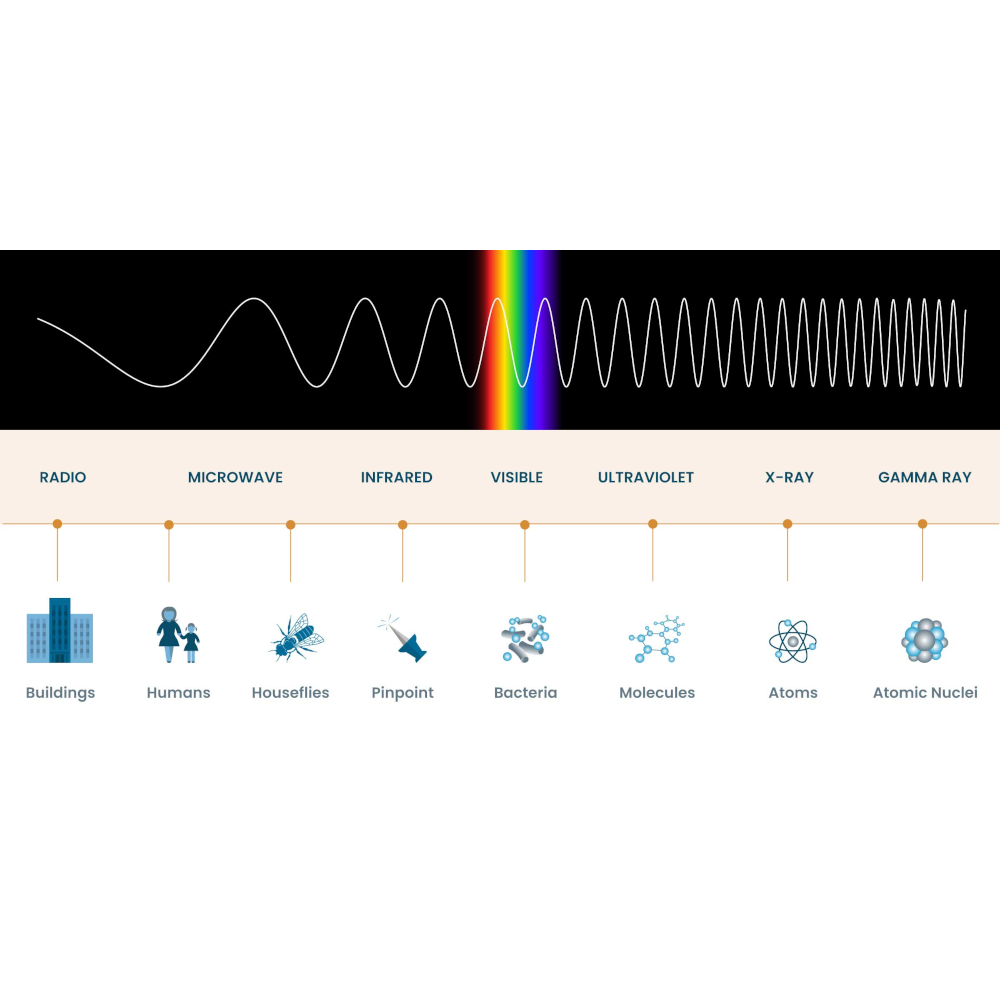 RADIO MICROWAVE INFRARED VISIBLE ULTRAVIOLET X-RAY GAMMA RAY
Buildings Humans Houseflies Pinpoint Bacteria Molecules Atoms Atomic Nuclei